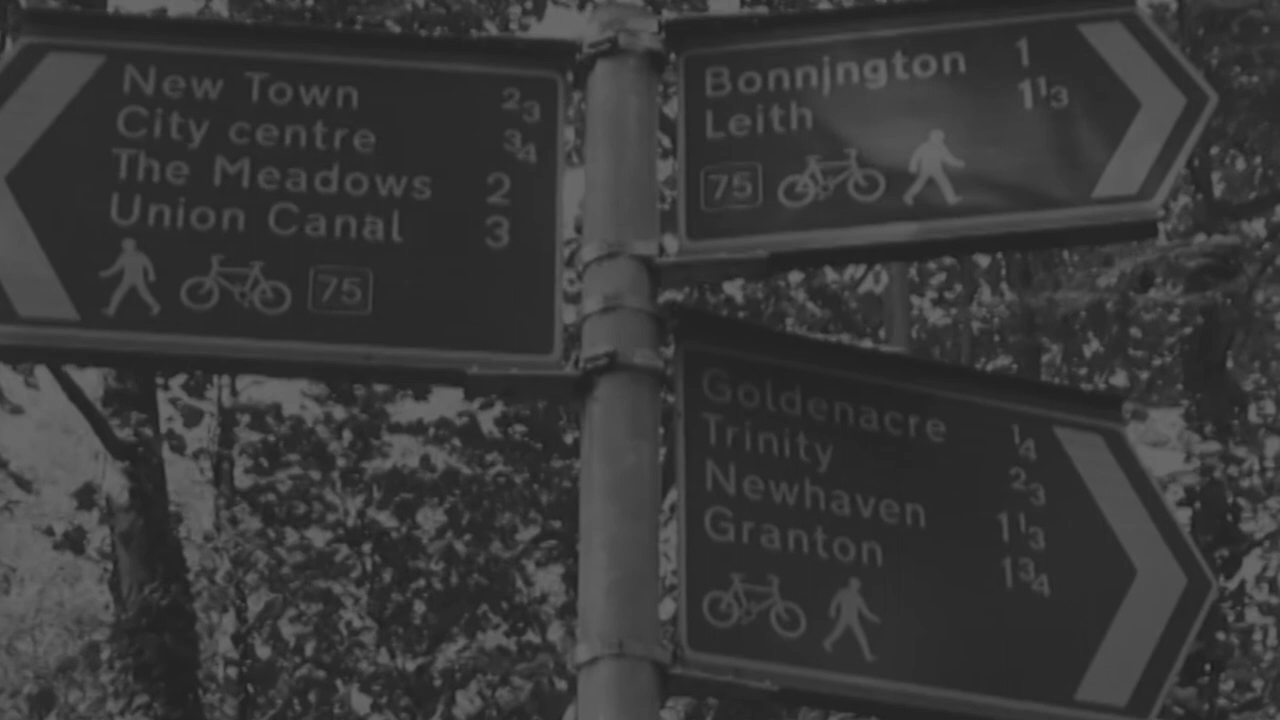 New Town 2/3
City centre 3/4
The Meadows 2
Union Canal 3
75
Bonnjngton 1
Leith 1 1/3
75
Goldenacre 1/4
Trinity 2/3
Newhaven 1 1/3
Granton 1 3/4